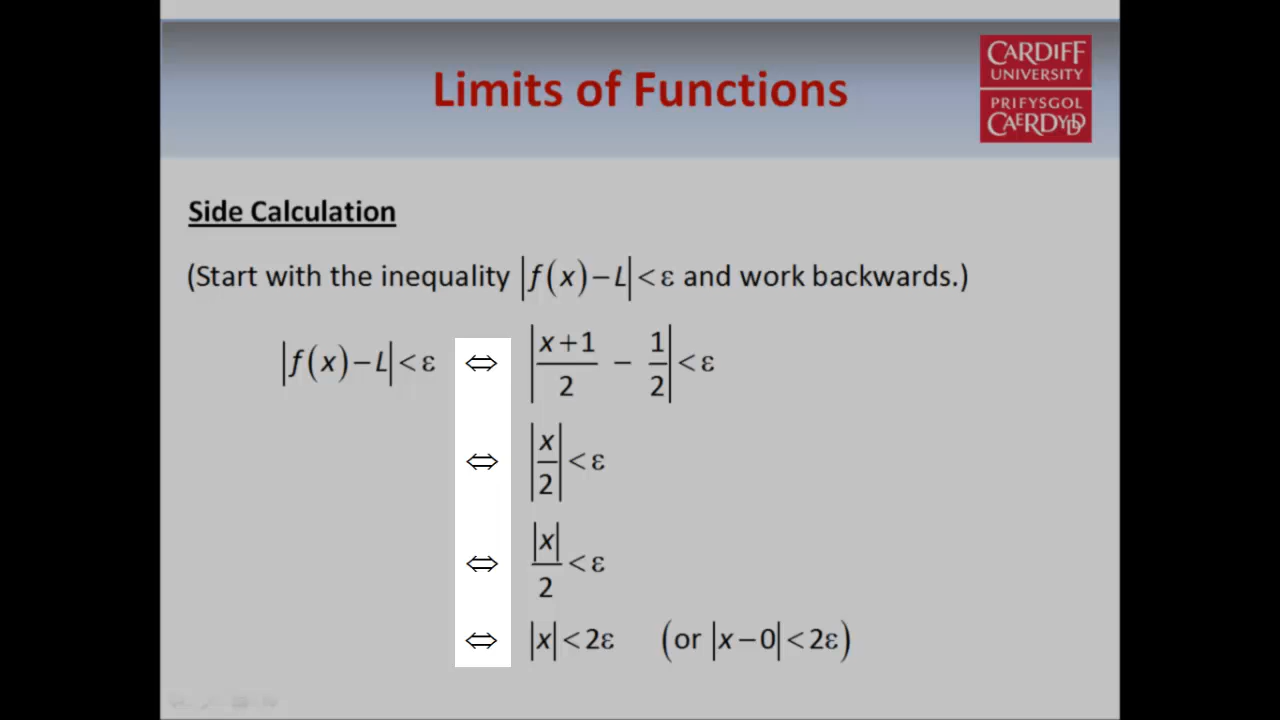 Limits of Functions
CARDIFF
UNIVERSITY
PRIFYSGOL
CAERDYDD
Side Calculation
(Start with the inequality |f(x)−L|<ε and work backwards.)
|f(x)−L|<ε ⇔ |(x+1)/2 − 1/2|<ε
⇔ |x/2|<ε
⇔ |x|/2<ε
⇔ |x|<2ε (or |x−0|<2ε)